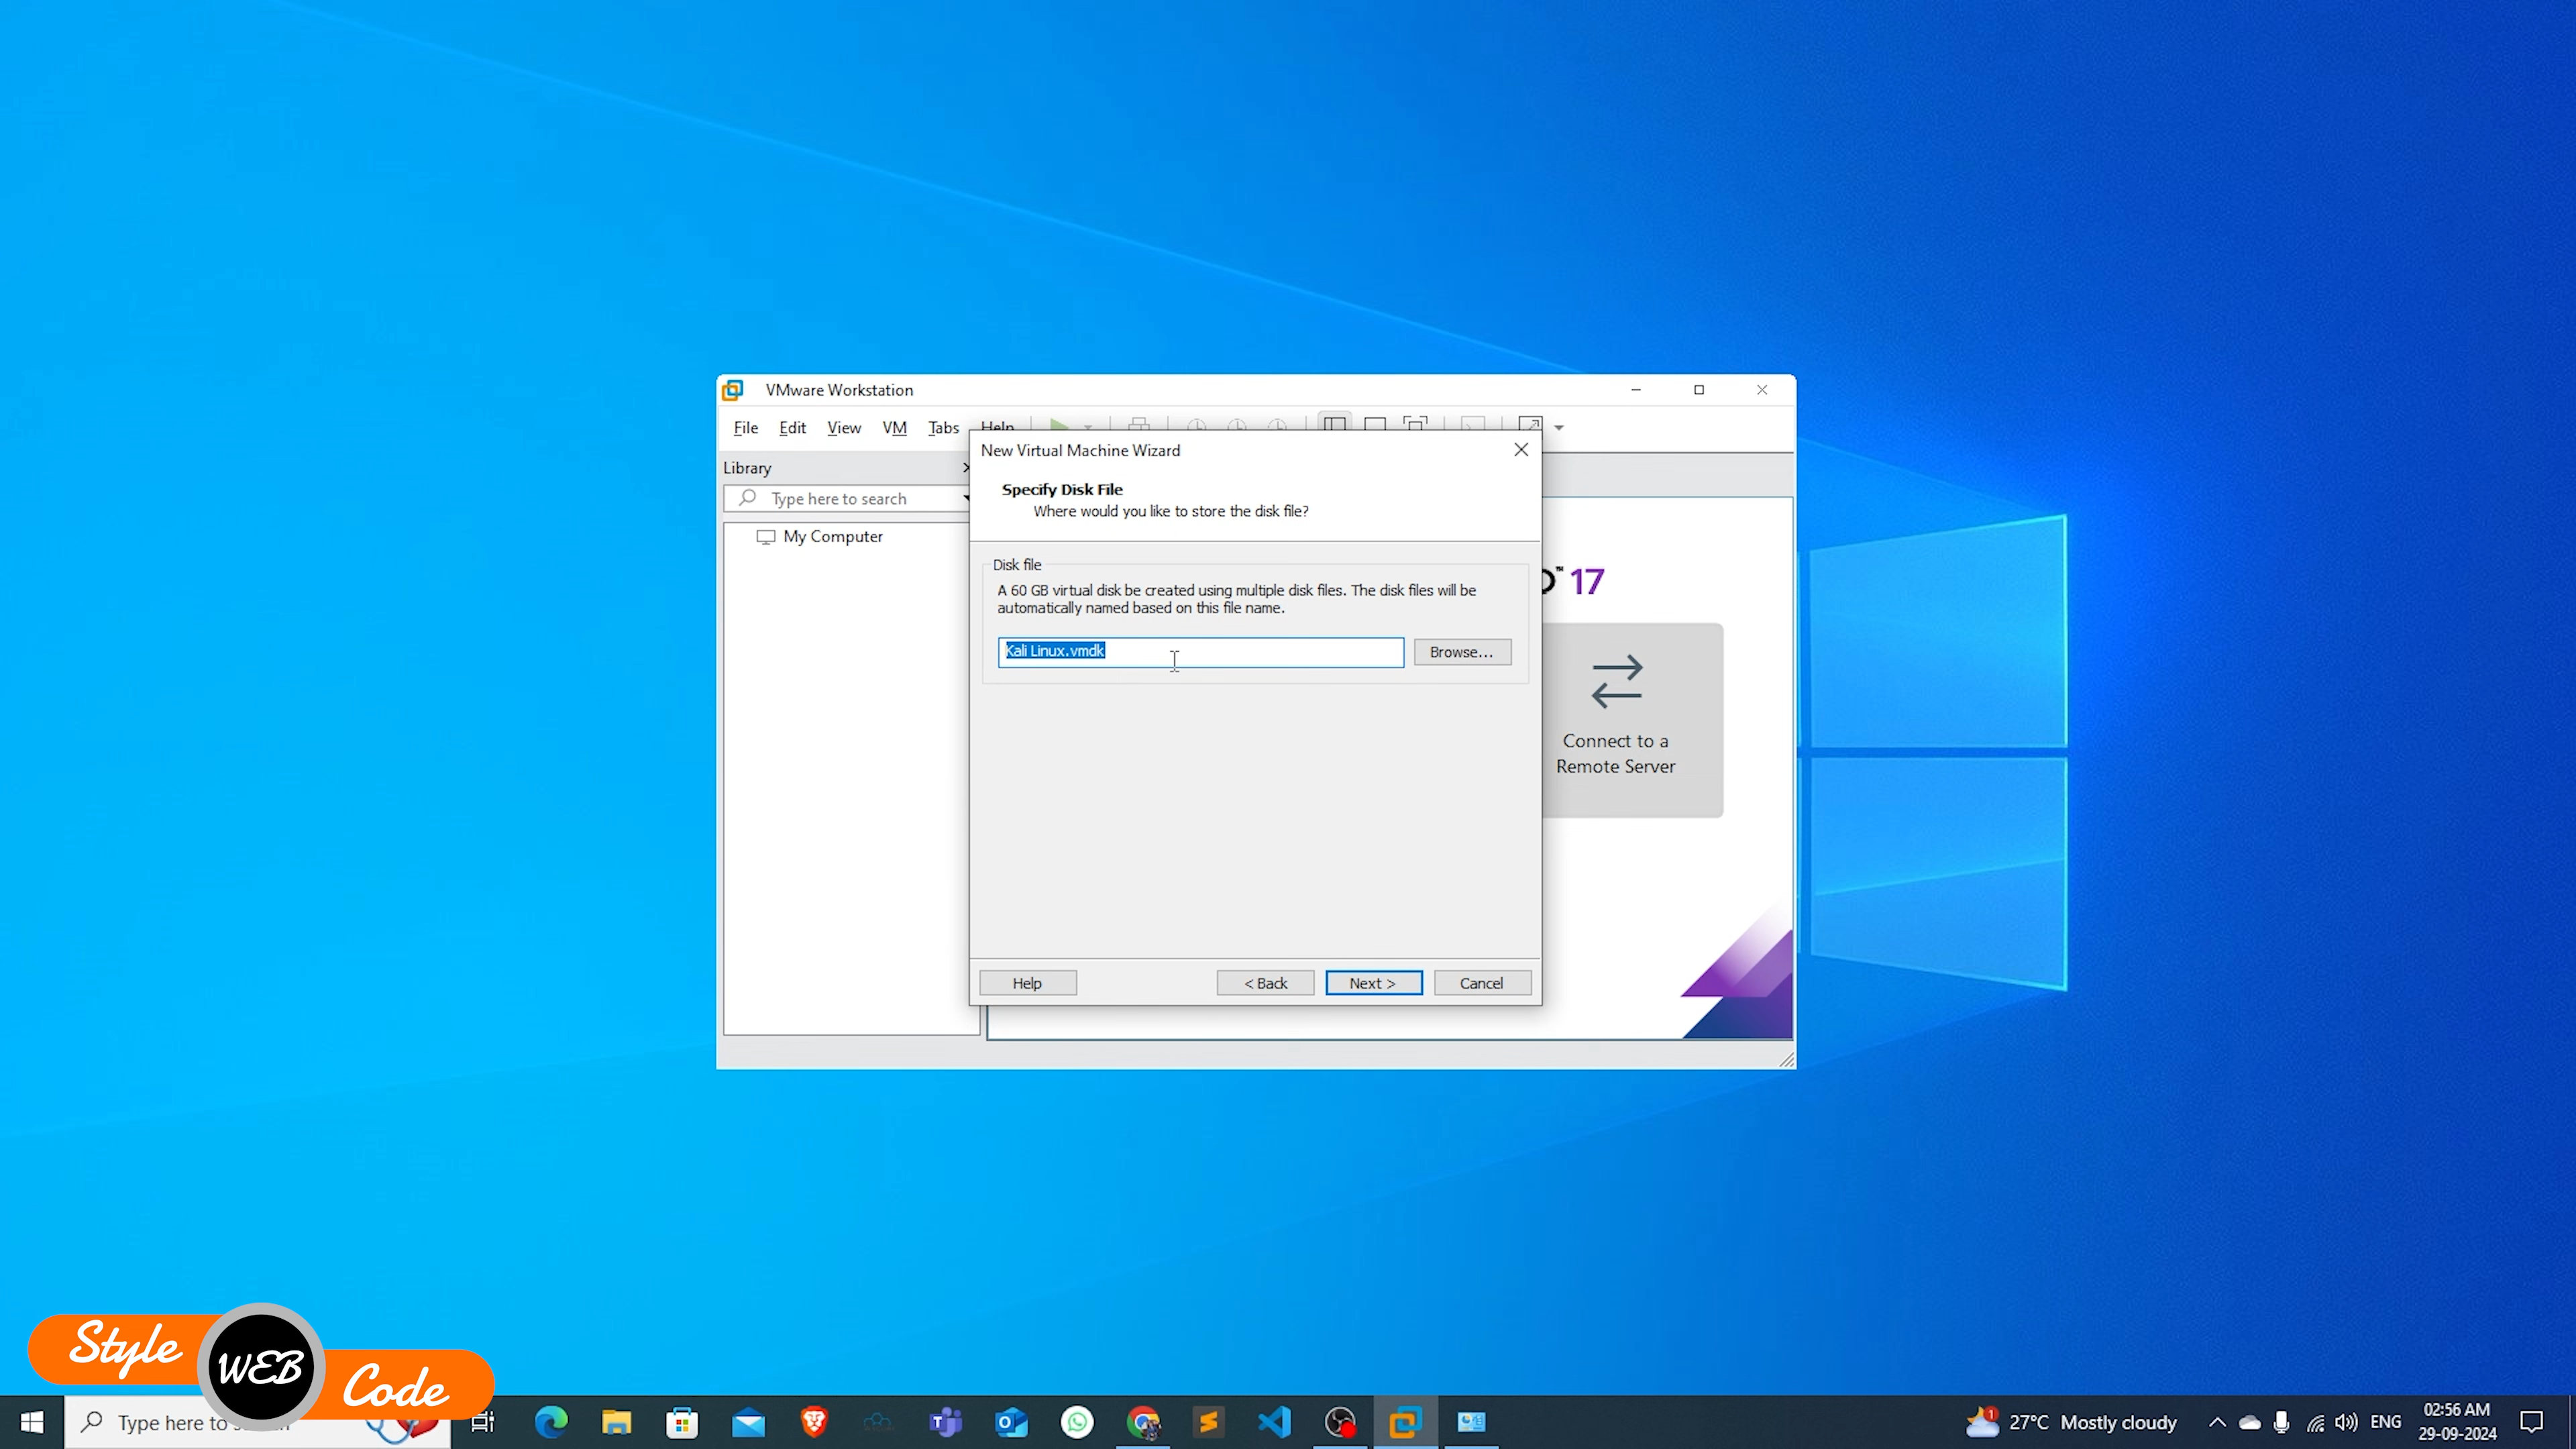 VMware Workstation
File Edit View VM Tabs Help
Library
Type here to search
My Computer
New Virtual Machine Wizard
Specify Disk File
Where would you like to store the disk file?
Disk file
A 60 GB virtual disk be created using multiple disk files. The disk files will be
automatically named based on this file name.
Kali Linux.vmdk
Browse...
Help
< Back
Next >
Cancel
™ 17
Connect to a
Remote Server
Style
WEB
Code
Type here to
27°C Mostly cloudy
ENG
02:56 AM
29-09-2024